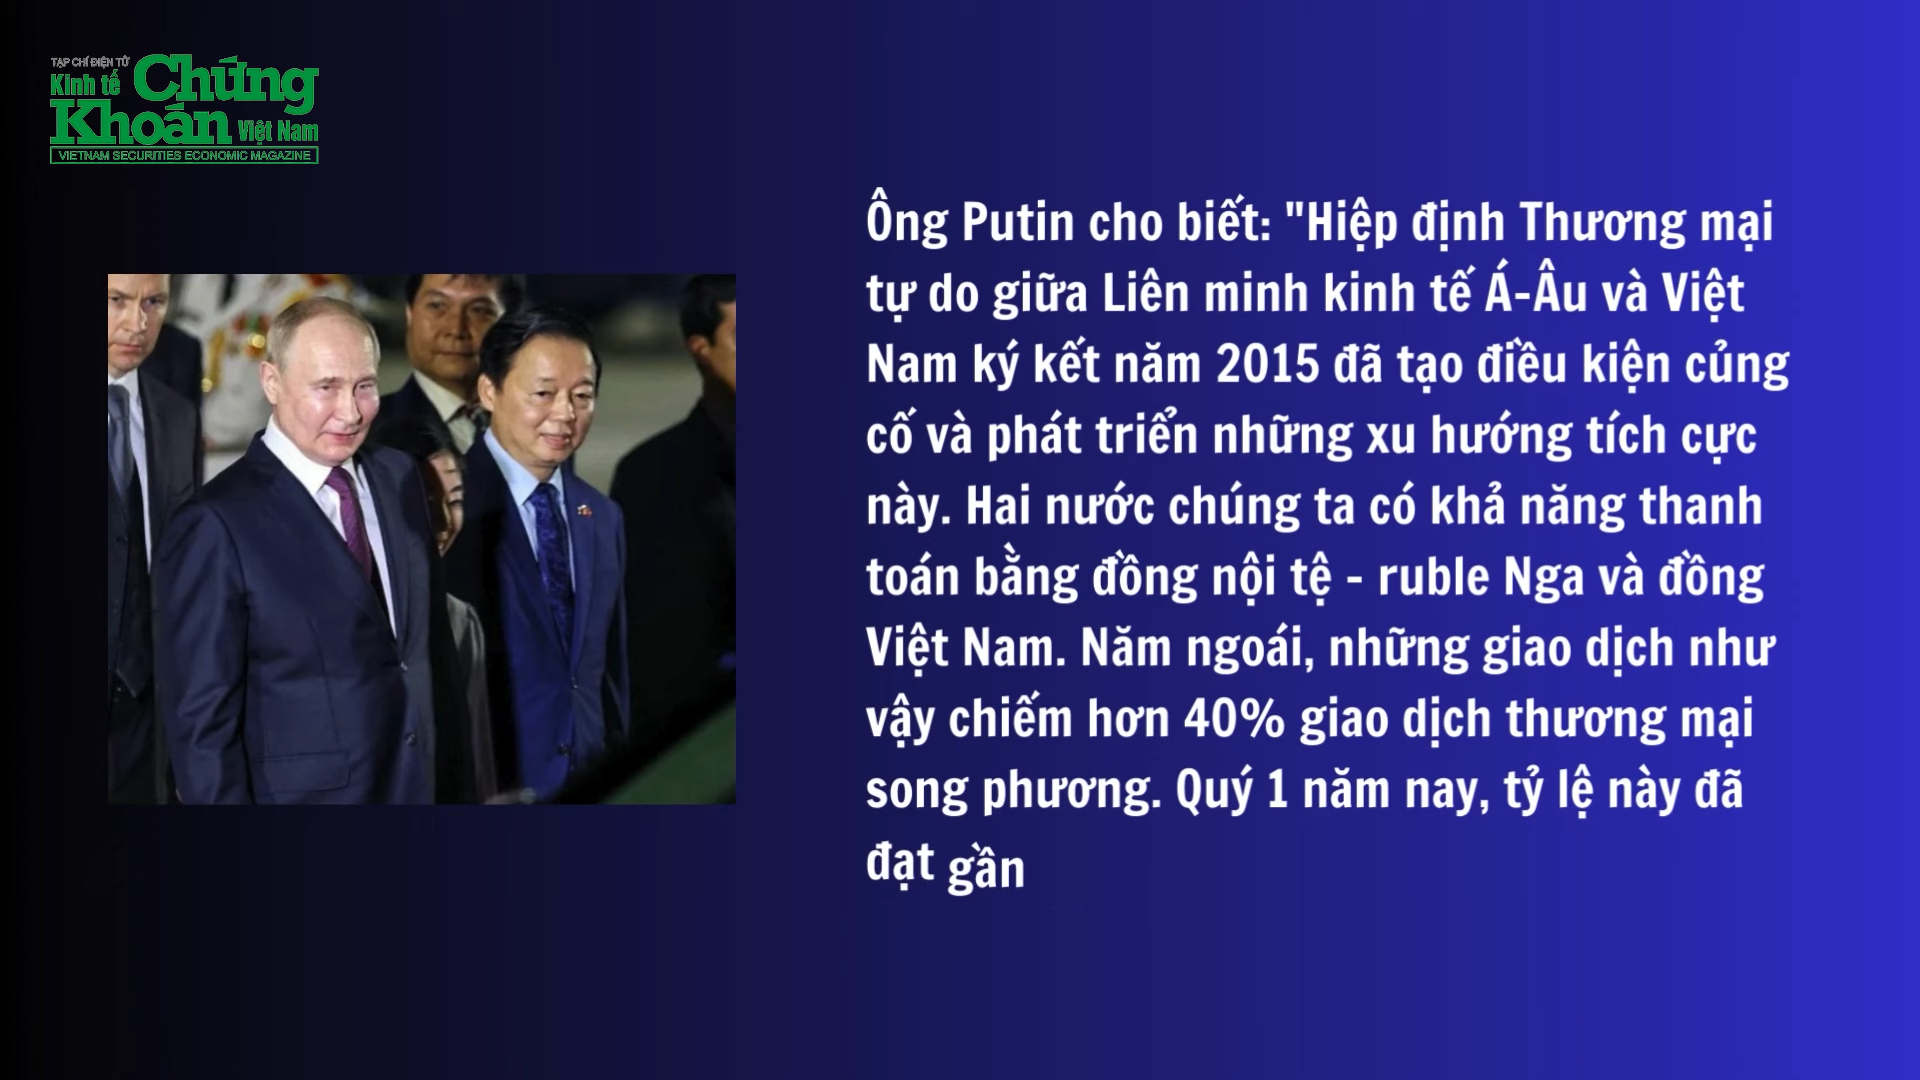 TẠP CHÍ ĐIỆN TỬ
Kinh tế Chứng
Khoán Việt Nam
VIETNAM SECURITIES ECONOMIC MAGAZINE
Ông Putin cho biết: "Hiệp định Thương mại
tự do giữa Liên minh kinh tế Á-Âu và Việt
Nam ký kết năm 2015 đã tạo điều kiện củng
cố và phát triển những xu hướng tích cực
này. Hai nước chúng ta có khả năng thanh
toán bằng đồng nội tệ - ruble Nga và đồng
Việt Nam. Năm ngoái, những giao dịch như
vậy chiếm hơn 40% giao dịch thương mại
song phương. Quý 1 năm nay, tỷ lệ này đã
đạt gần